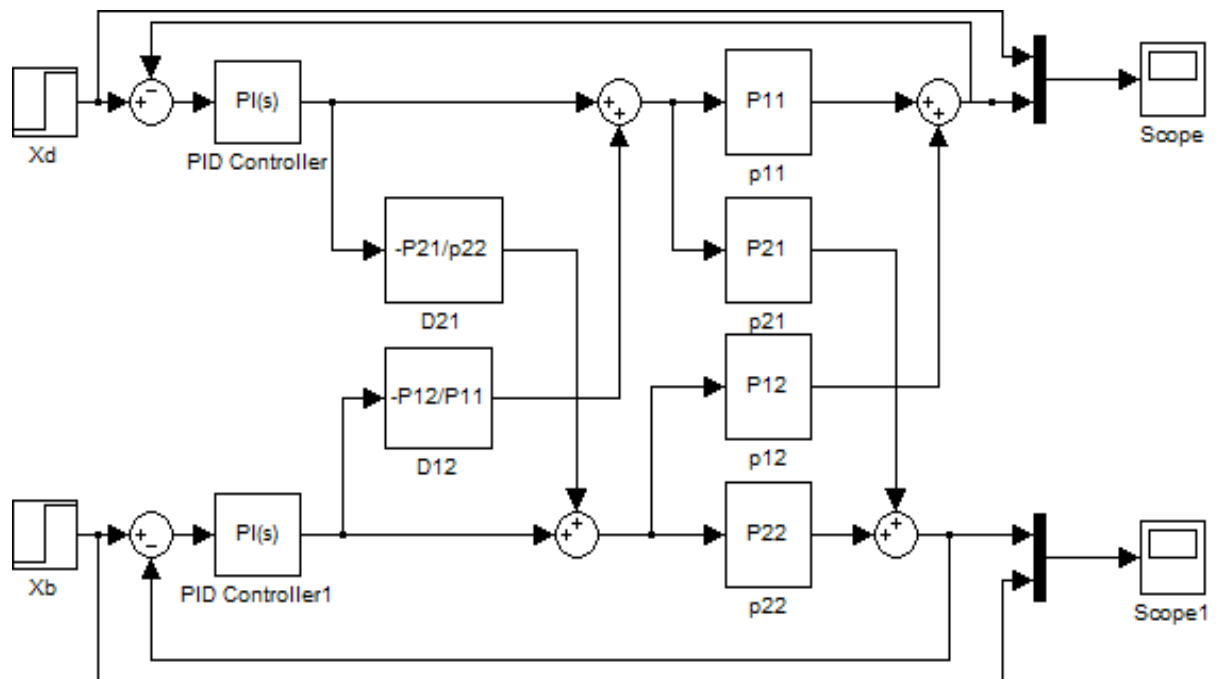 Xd
+
−
PI(s)
PID Controller
+
+
P11
p11
+
+
Scope
-P21/p22
D21
P21
p21
-P12/P11
D12
P12
p12
Xb
+
−
PI(s)
PID Controller1
+
+
P22
p22
+
+
Scope1